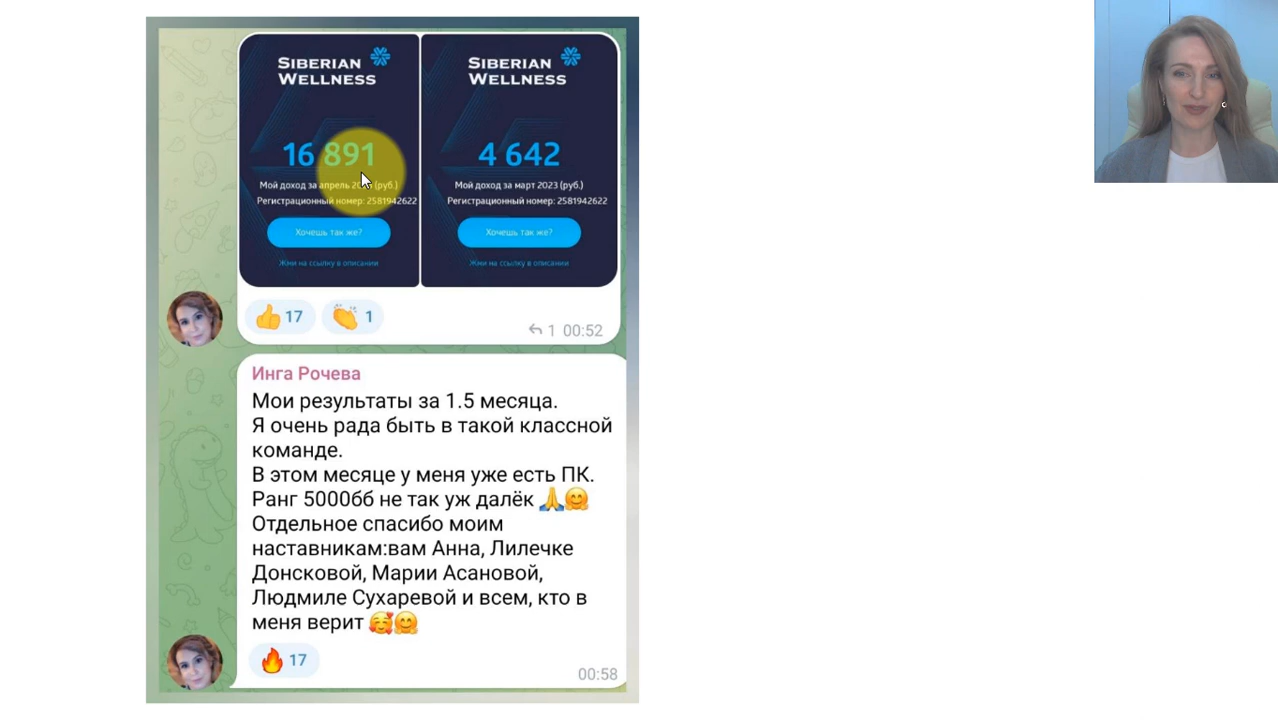 SIBERIAN
WELLNESS
16 891
Мой доход за апрель 2023 (руб.)
Регистрационный номер: 2581942622
Хочешь так же?
Жми на ссылку в описании
SIBERIAN
WELLNESS
4 642
Мой доход за март 2023 (руб.)
Регистрационный номер: 2581942622
Хочешь так же?
Жми на ссылку в описании
17
1
1 00:52
Инга Рочева
Мои результаты за 1.5 месяца.
Я очень рада быть в такой классной
команде.
В этом месяце у меня уже есть ПК.
Ранг 5000бб не так уж далёк 🙏🤗
Отдельное спасибо моим
наставникам:вам Анна, Лилечке
Донсковой, Марии Асановой,
Людмиле Сухаревой и всем, кто в
меня верит 🥰🤗
17
00:58